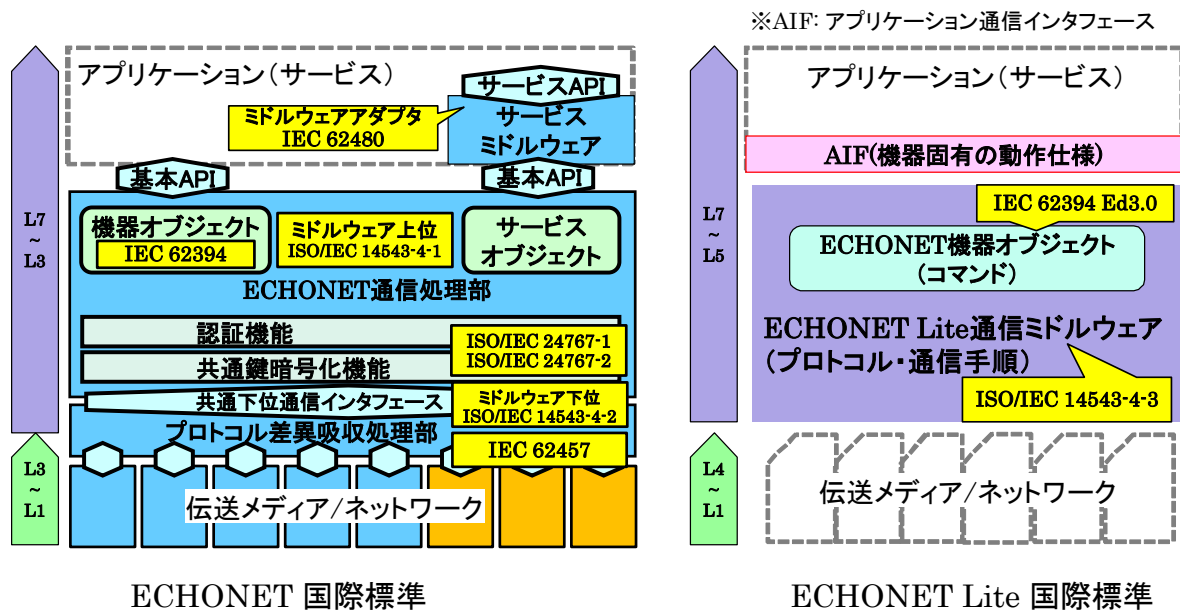 ※AIF: アプリケーション通信インタフェース
アプリケーション（サービス）
サービスAPI
ミドルウェアアダプタ
IEC 62480
サービス
ミドルウェア
基本API
基本API
L7
~
L3
機器オブジェクト
IEC 62394
ミドルウェア上位
ISO/IEC 14543-4-1
サービス
オブジェクト
ECHONET通信処理部
認証機能
共通鍵暗号化機能
ISO/IEC 24767-1
ISO/IEC 24767-2
共通下位通信インタフェース
ミドルウェア下位
ISO/IEC 14543-4-2
プロトコル差異吸収処理部
IEC 62457
L3
~
L1
伝送メディア/ネットワーク
ECHONET 国際標準
アプリケーション（サービス）
AIF(機器固有の動作仕様)
L7
~
L5
IEC 62394 Ed3.0
ECHONET機器オブジェクト
（コマンド）
ECHONET Lite通信ミドルウェア
（プロトコル・通信手順）
ISO/IEC 14543-4-3
L4
~
L1
伝送メディア/ネットワーク
ECHONET Lite 国際標準